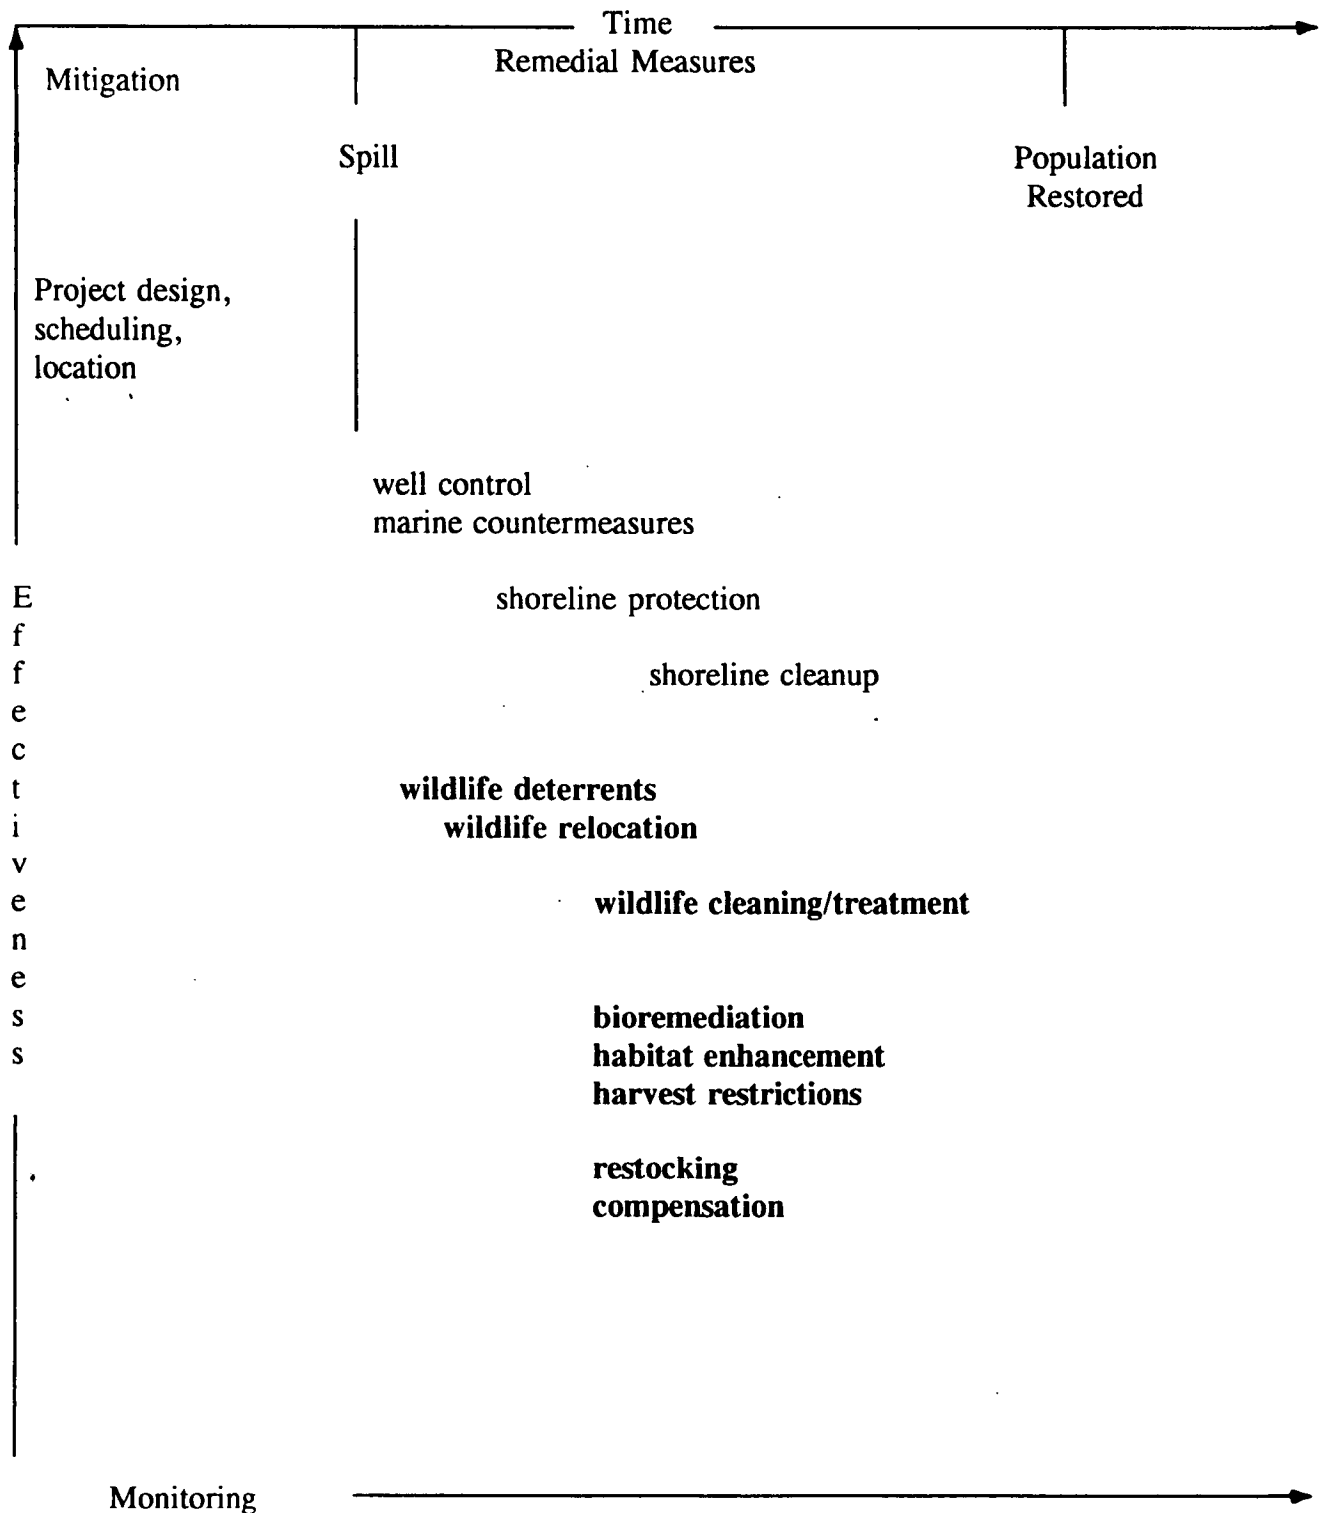 Time
Remedial Measures
Mitigation
Spill
Population
Restored
Project design,
scheduling,
location
well control
marine countermeasures
Effectiveness
shoreline protection
shoreline cleanup
wildlife deterrents
wildlife relocation
wildlife cleaning/treatment
bioremediation
habitat enhancement
harvest restrictions
restocking
compensation
Monitoring